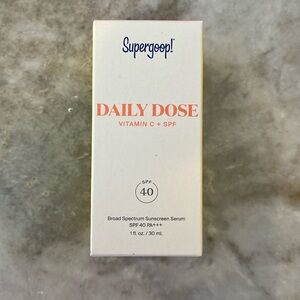 Supergoop!
DAILY DOSE
VITAMIN C + SPF
SPF
40
Broad Spectrum Sunscreen Serum
SPF 40 PA+++
1 fl. oz. / 30 ml.